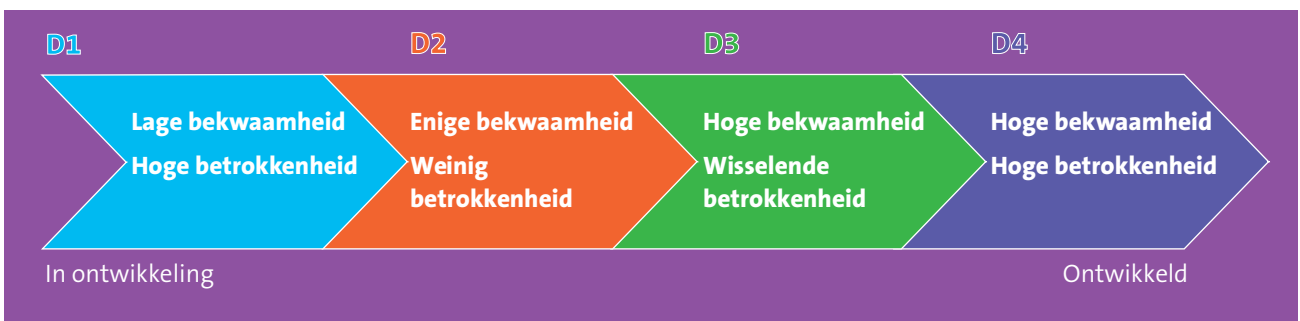 D1
Lage bekwaamheid
Hoge betrokkenheid
D2
Enige bekwaamheid
Weinig
betrokkenheid
D3
Hoge bekwaamheid
Wisselende
betrokkenheid
D4
Hoge bekwaamheid
Hoge betrokkenheid
In ontwikkeling
Ontwikkeld